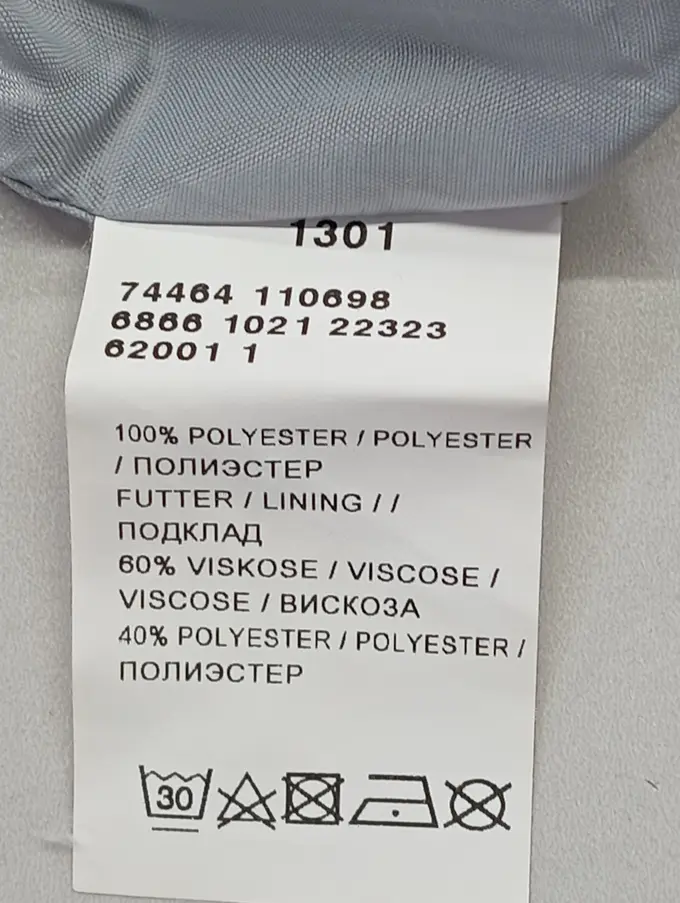 1301
74464 110698
6866 1021 22323
62001 1
100% POLYESTER / POLYESTER
/ ПОЛИЭСТЕР
FUTTER / LINING / /
ПОДКЛАД
60% VISKOSE / VISCOSE /
VISCOSE / ВИСКОЗА
40% POLYESTER / POLYESTER /
ПОЛИЭСТЕР
30